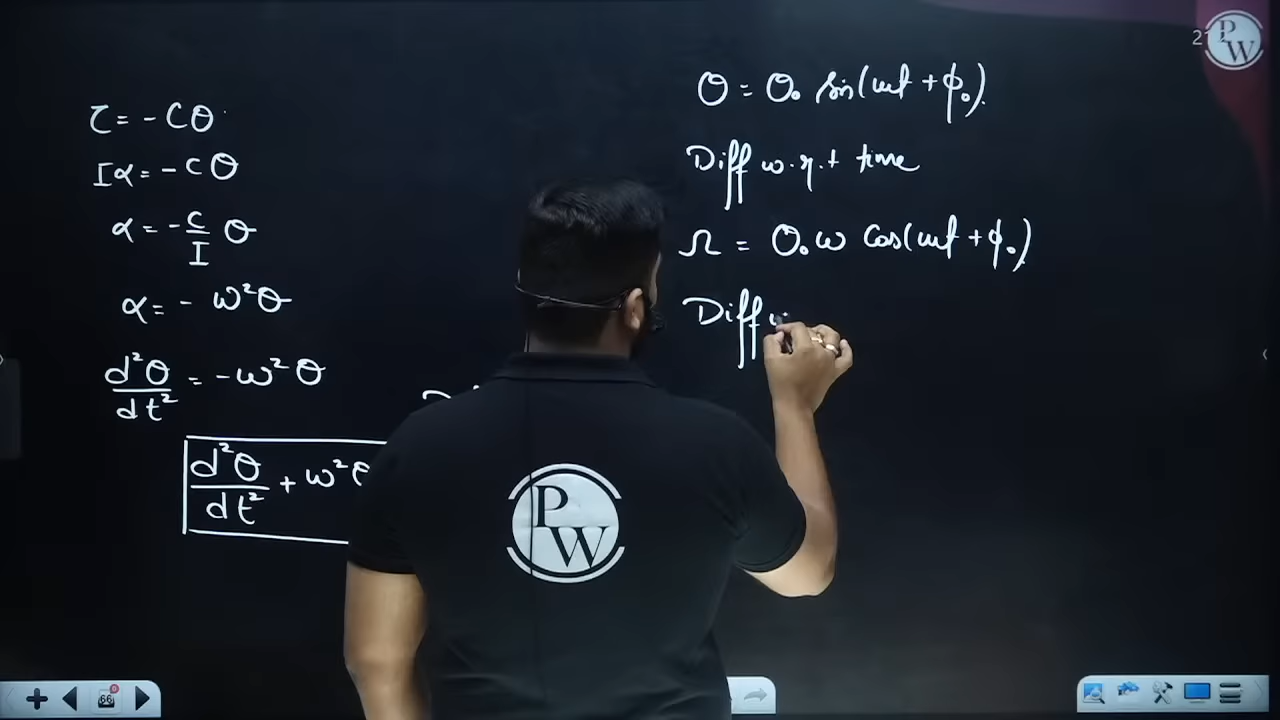 τ = - Cθ
Iα = - Cθ
α = - C/I θ
α = - ω²θ
d²θ/dt² = - ω² θ
d²θ/dt² + ω²θ
θ = θ₀ sin(ωt + ϕ₀).
Diff w.r.t time
Ω = θ₀ω Cos(ωt + ϕ₀)
Diff w
PW
PW
66